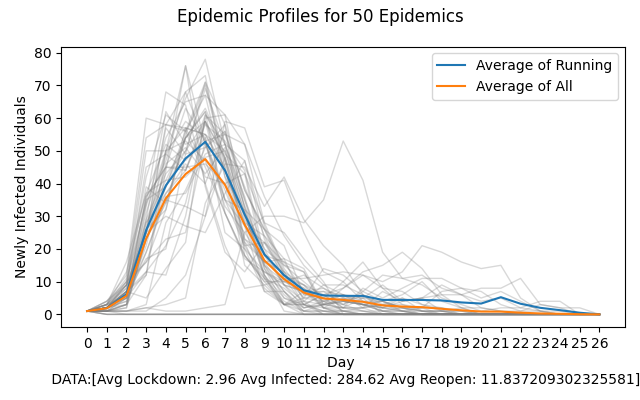 Epidemic Profiles for 50 Epidemics
Average of Running
Average of All
Newly Infected Individuals
80
70
60
50
40
30
20
10
0
0 1 2 3 4 5 6 7 8 9 10 11 12 13 14 15 16 17 18 19 20 21 22 23 24 25 26
Day
DATA:[Avg Lockdown: 2.96 Avg Infected: 284.62 Avg Reopen: 11.837209302325581]